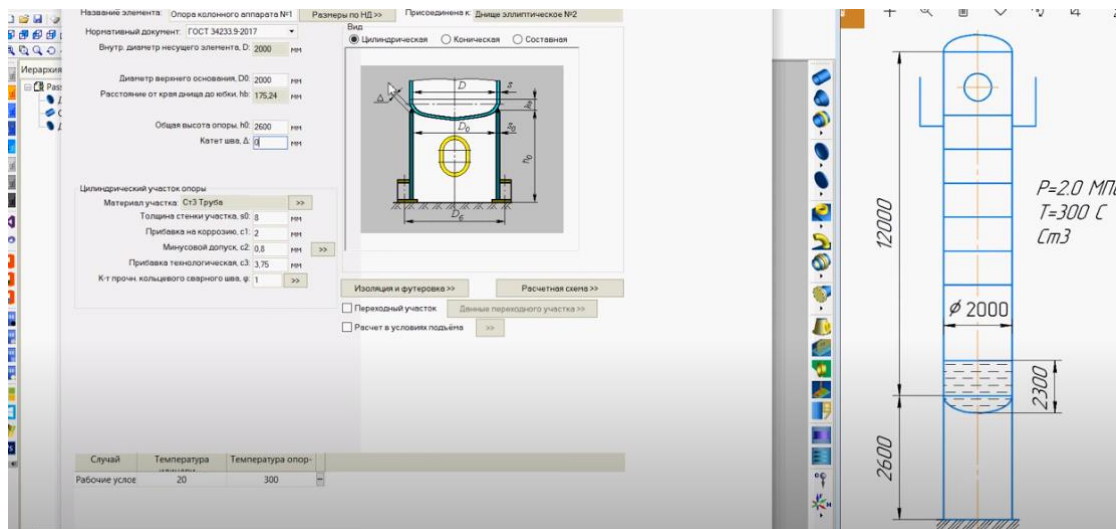 Название элемента: Опора колонного аппарата №1 Размеры по НД >> Присоединена к: Днище эллиптическое №2
Нормативный документ: ГОСТ 34233.9-2017
Внутр. диаметр несущего элемента, D: 2000 мм
Диаметр верхнего основания, D0: 2000 мм
Расстояние от края днища до юбки, hb: 175,24 мм
Общая высота опоры, h0: 2600 мм
Катет шва, Δ: 0 мм
Цилиндрический участок опоры
Материал участка: Ст3 Труба >>
Толщина стенки участка, s0: 8 мм
Прибавка на коррозию, c1: 2 мм
Минусовой допуск, c2: 0,8 мм >>
Прибавка технологическая, c3: 3,75 мм
К-т прочн. кольцевого сварного шва, φ: 1 >>
Вид
Цилиндрическая Коническая Составная
D
s
Δ
D₀
s₀
h₀
D₆
Изоляция и футеровка >> Расчетная схема >>
Переходный участок Данные переходного участка >>
Расчет в условиях подъёма >>
Случай Температура Температура опор-
Рабочие услов 20 300
Иерархия
12000
P=2.0 МПа
T=300 C
Ст3
ϕ 2000
2300
2600